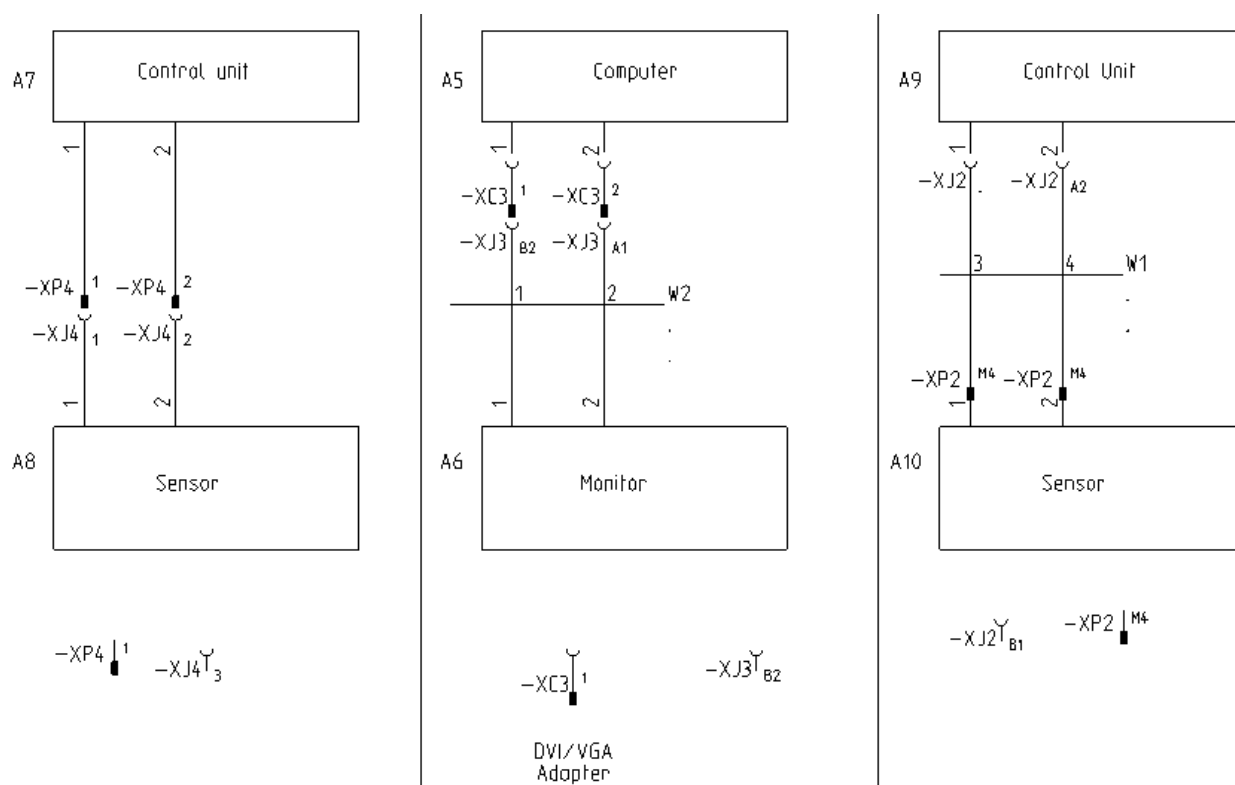 A7
Control unit
1
2
-XP4 1
-XP4 2
-XJ4 1
-XJ4 2
1
2
A8
Sensor
-XP4 1
-XJ4 3
A5
Computer
1
2
-XC3 1
-XC3 2
-XJ3 B2
-XJ3 A1
1
2
W2
.
.
1
2
A6
Monitor
-XC3 1
-XJ3 B2
DVI/VGA
Adapter
A9
Control Unit
1
2
-XJ2 .
-XJ2 A2
3
4
W1
.
.
-XP2 M4
-XP2 M4
1
2
A10
Sensor
-XJ2 B1
-XP2 M4